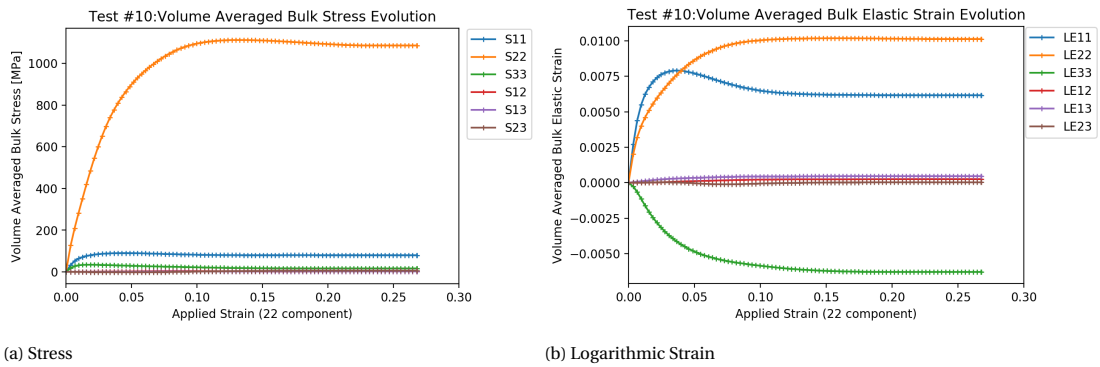 Test #10:Volume Averaged Bulk Stress Evolution
Volume Averaged Bulk Stress [MPa]
1000
800
600
400
200
0
0.00 0.05 0.10 0.15 0.20 0.25 0.30
Applied Strain (22 component)
S11
S22
S33
S12
S13
S23
(a) Stress
Test #10:Volume Averaged Bulk Elastic Strain Evolution
Volume Averaged Bulk Elastic Strain
0.0100
0.0075
0.0050
0.0025
0.0000
−0.0025
−0.0050
0.00 0.05 0.10 0.15 0.20 0.25 0.30
Applied Strain (22 component)
LE11
LE22
LE33
LE12
LE13
LE23
(b) Logarithmic Strain